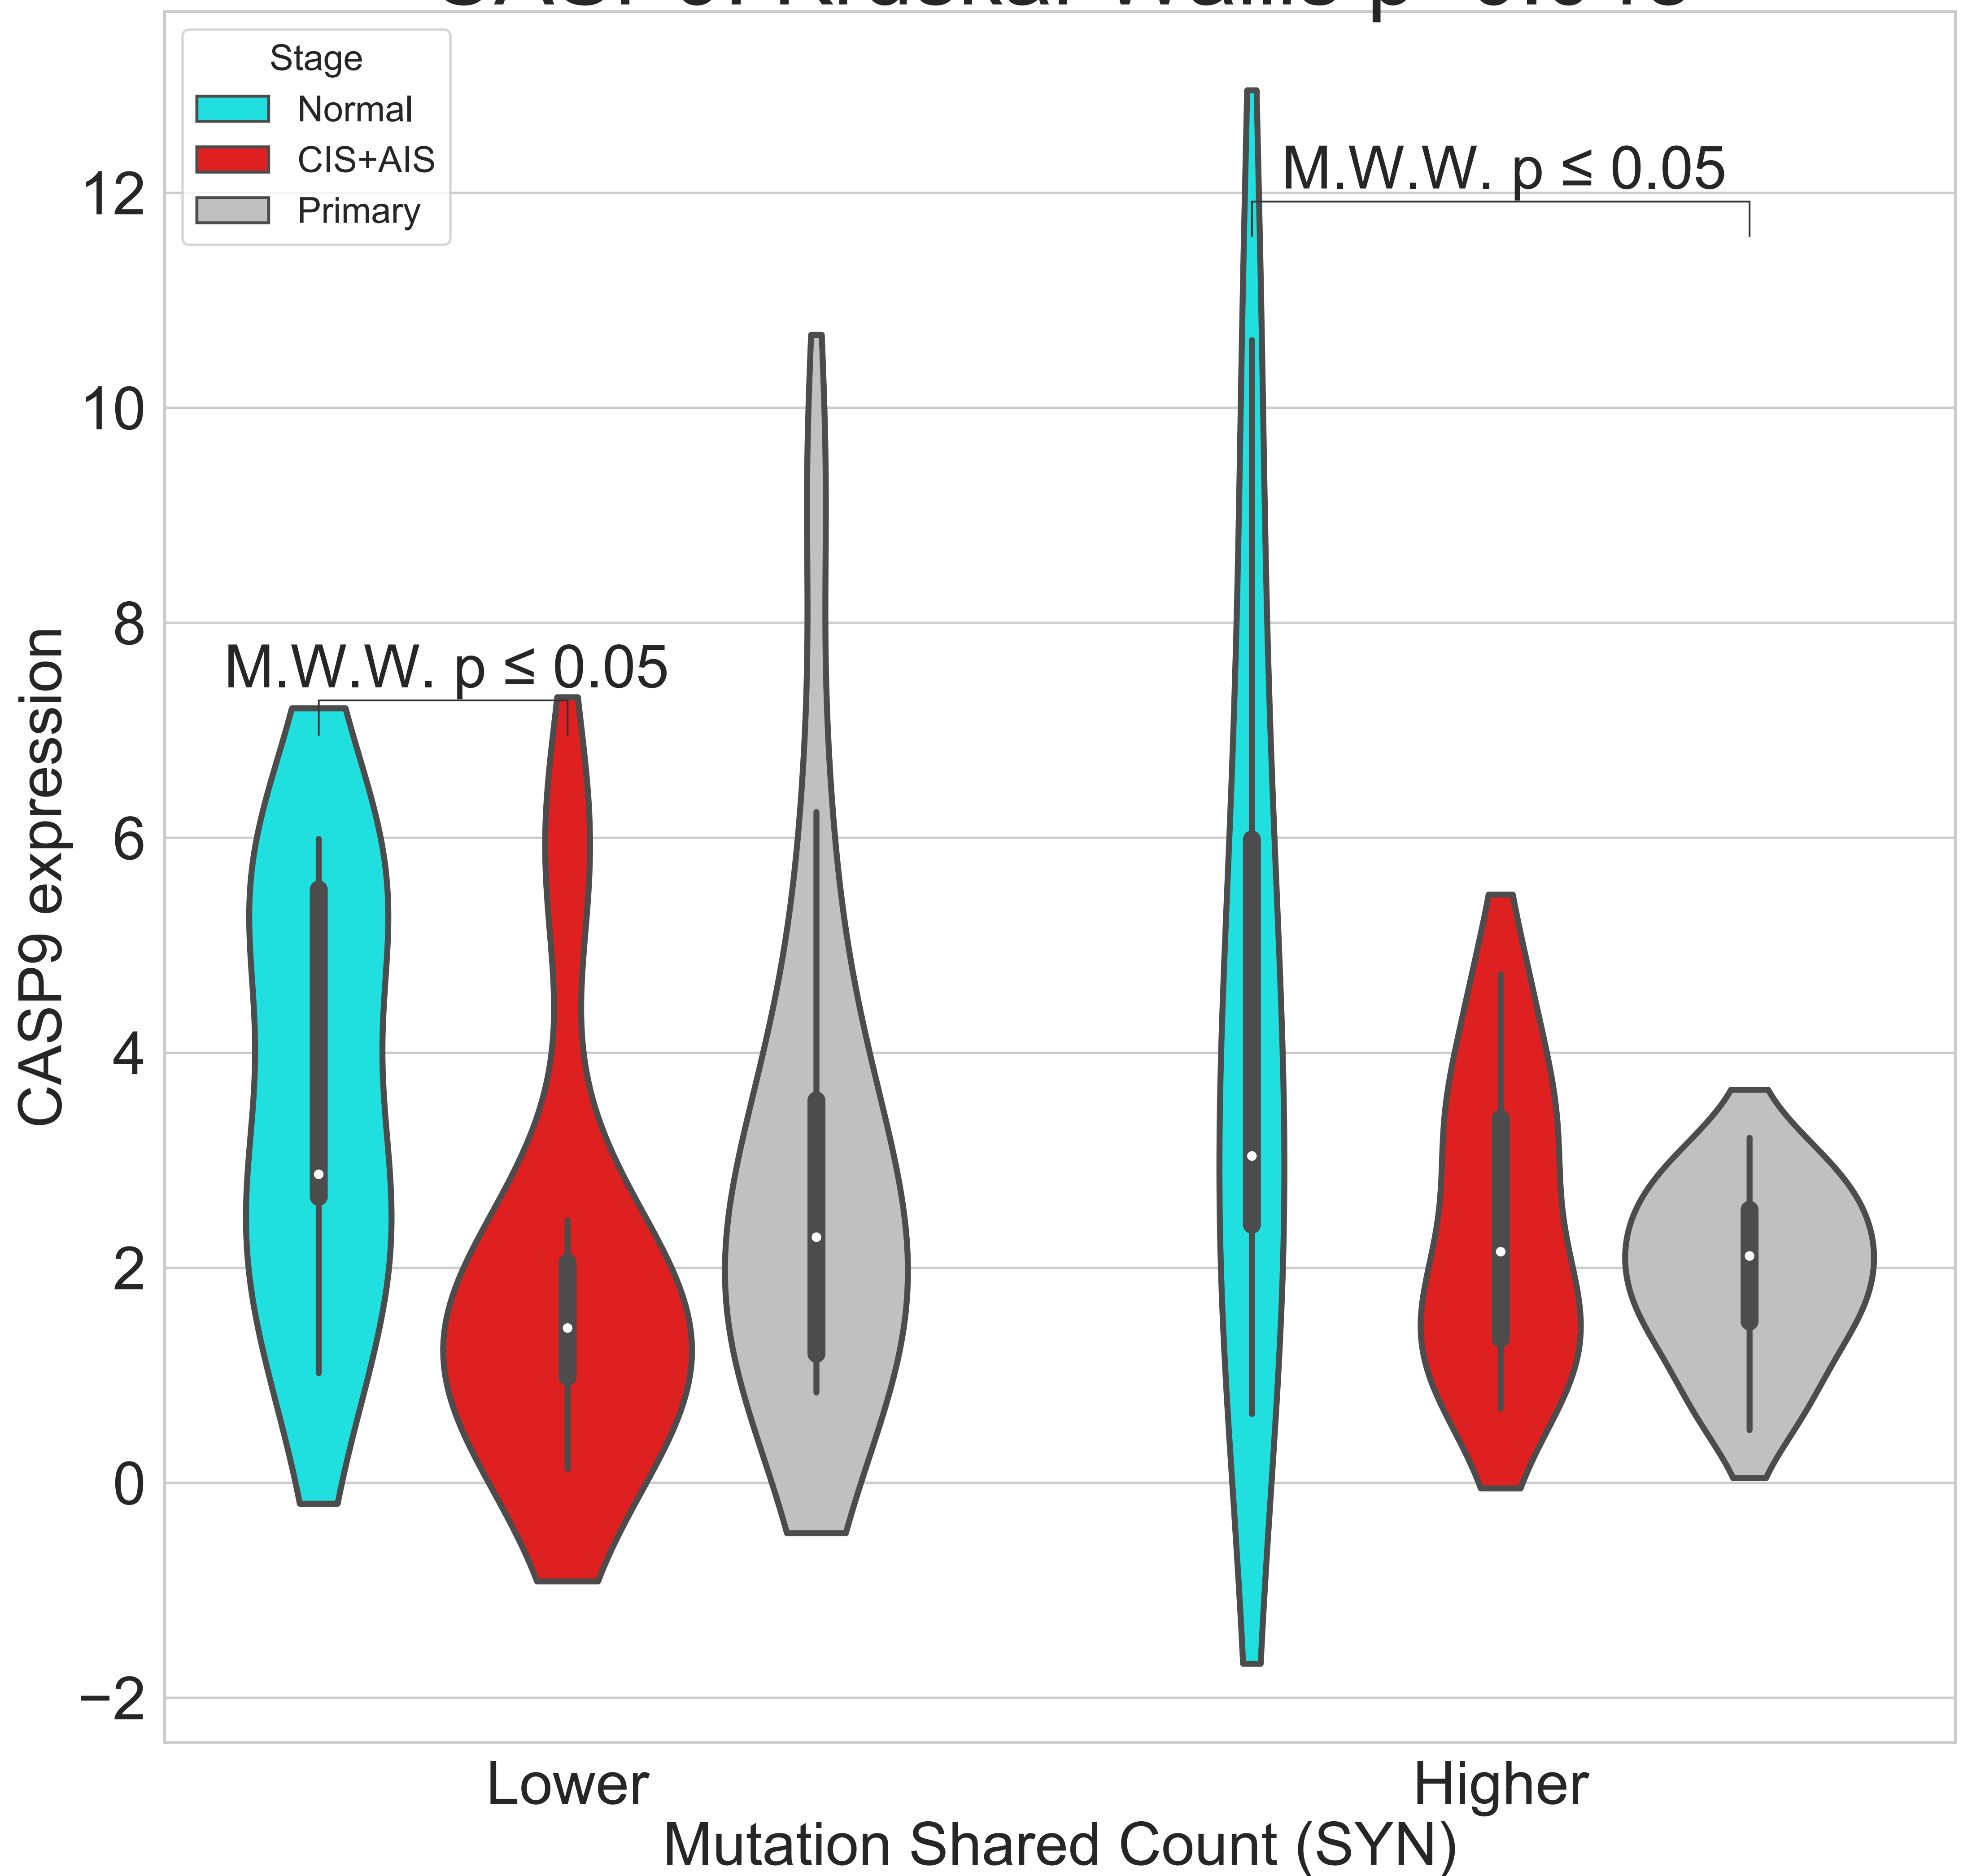 Stage
Normal
CIS+AIS
Primary
M.W.W. p ≤ 0.05
M.W.W. p ≤ 0.05
12
10
8
6
4
2
0
−2
CASP9 expression
Lower
Higher
Mutation Shared Count (SYN)